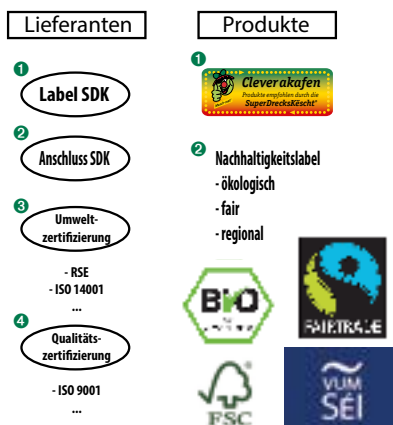 Lieferanten
1
Label SDK
2
Anschluss SDK
3
Umwelt-
zertifizierung
- RSE
- ISO 14001
...
4
Qualitäts-
zertifizierung
- ISO 9001
...
Produkte
1
Clever akafen
Produkte empfohlen durch die
SuperDrecksKëscht®
2
Nachhaltigkeitslabel
- ökologisch
- fair
- regional
BIO
FAIRTRADE
FSC
VUM
SÉI